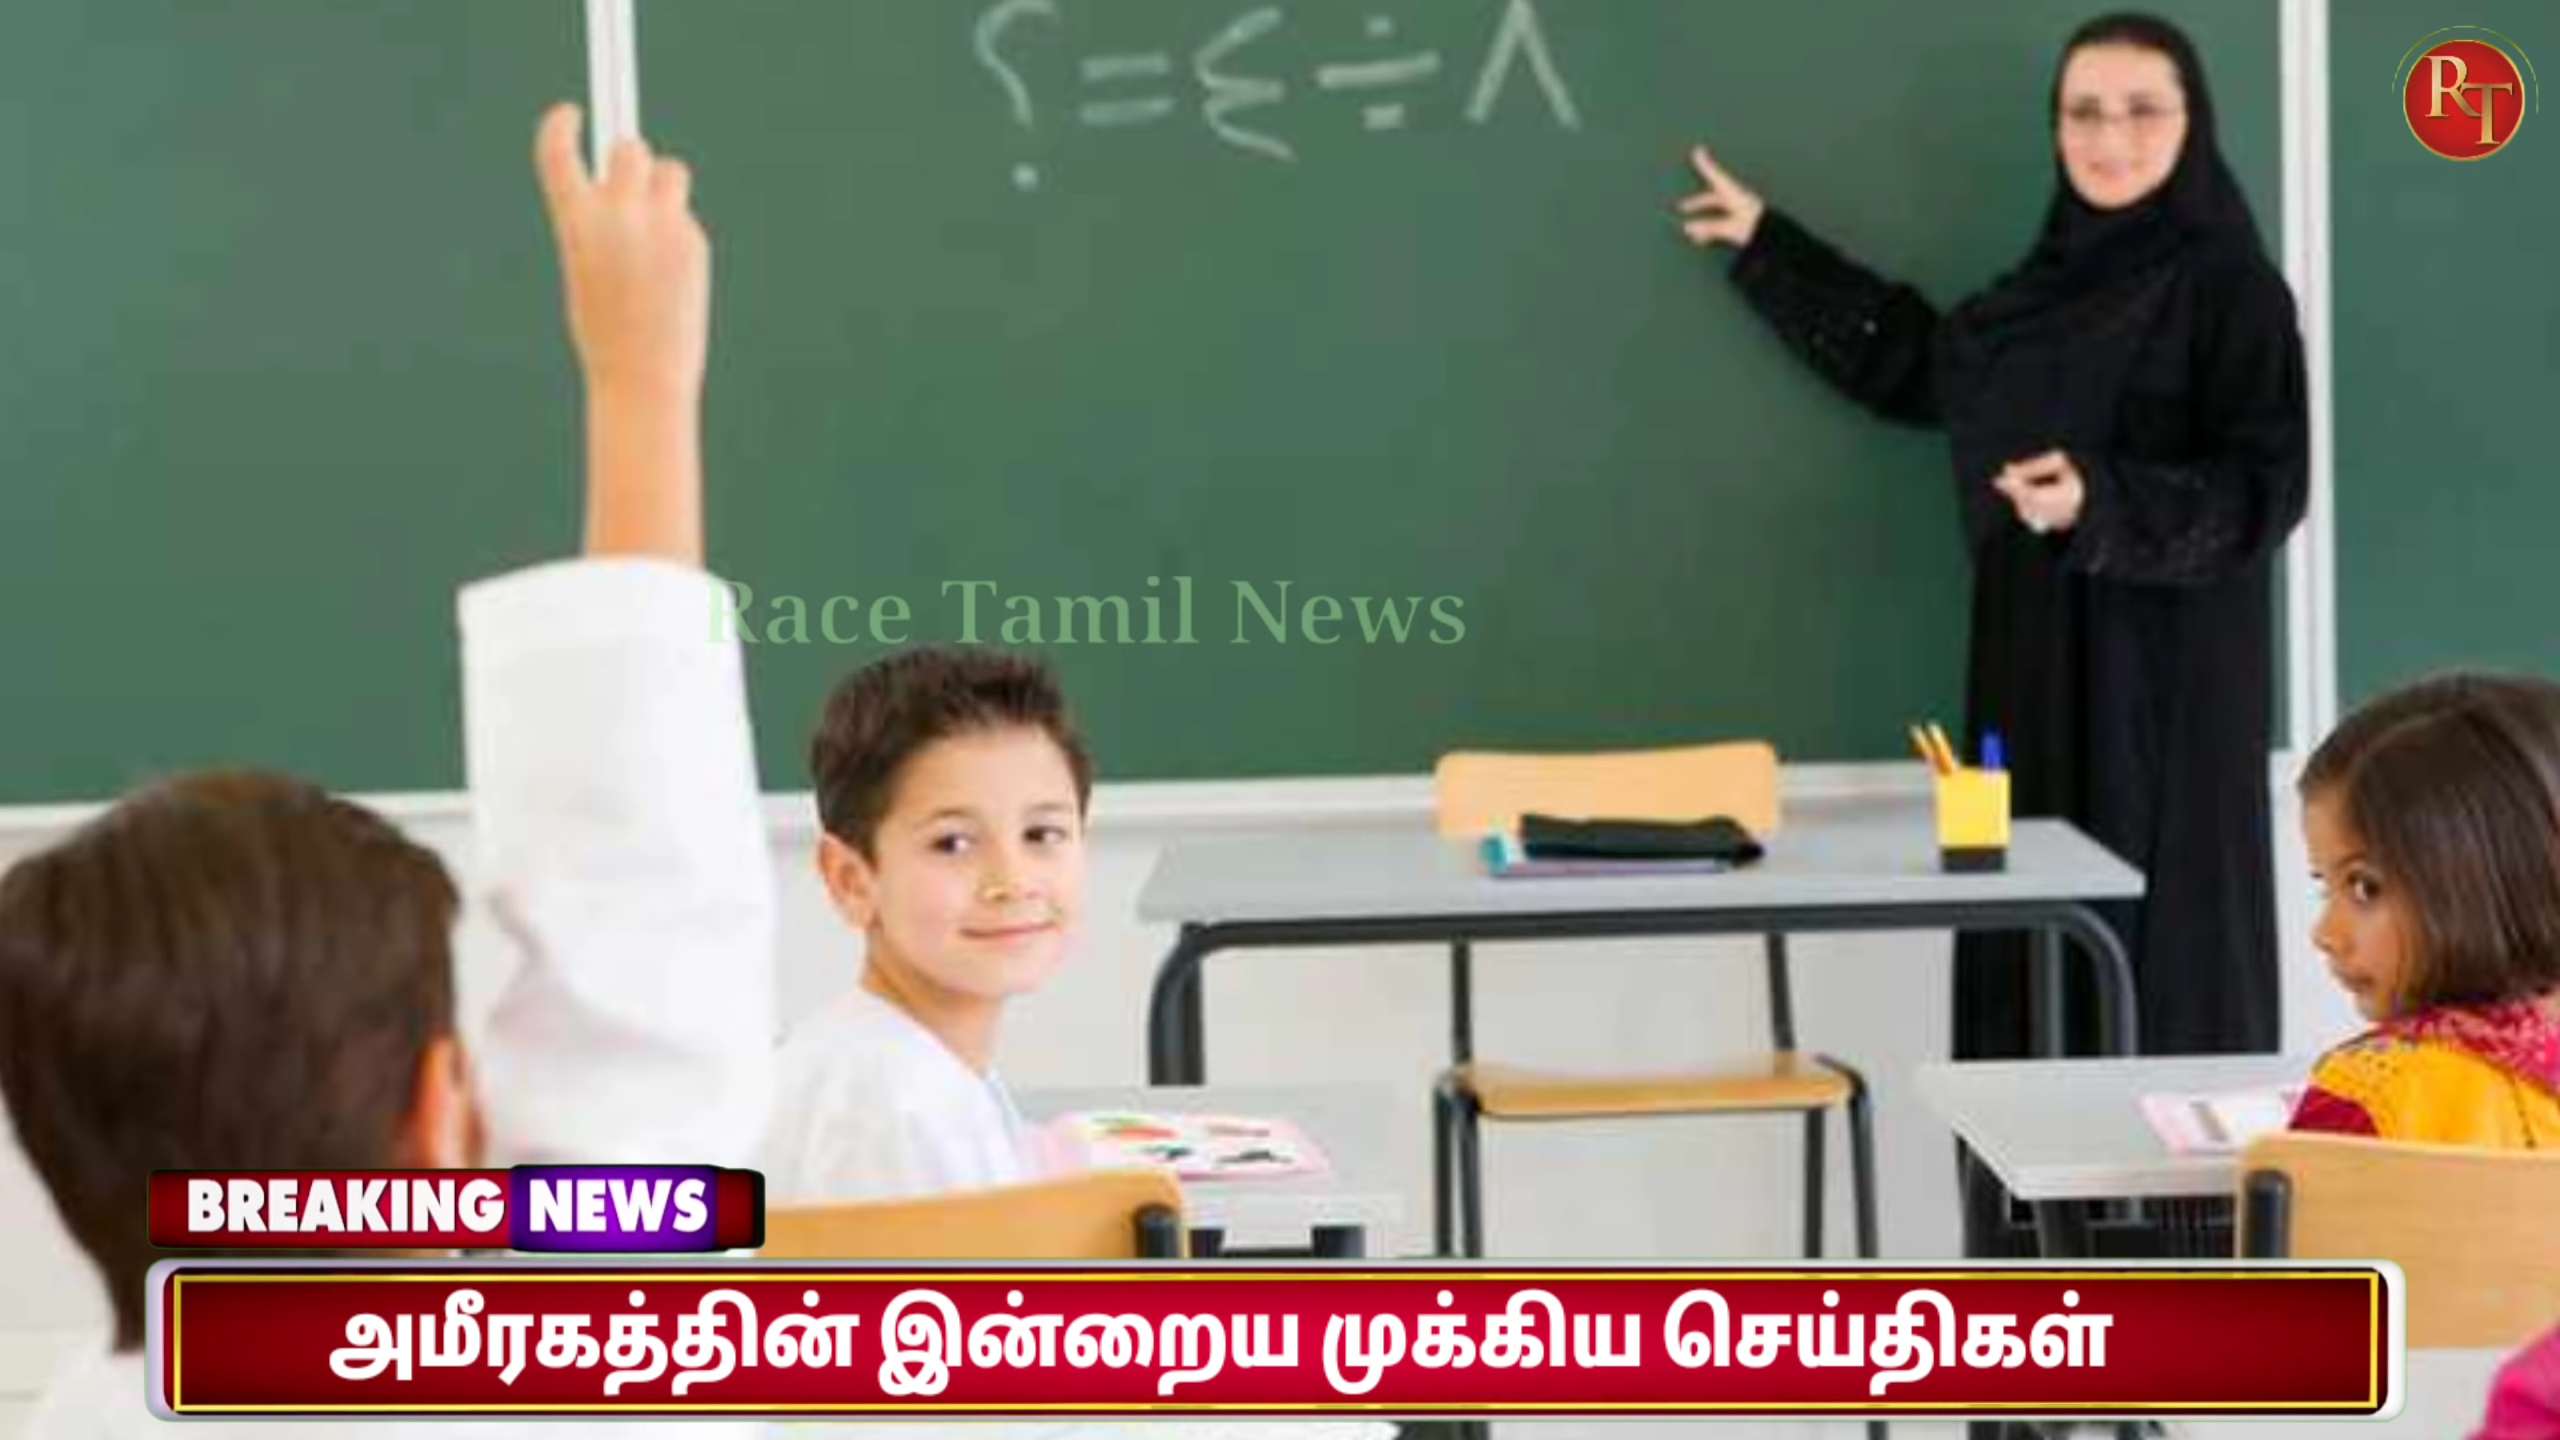 ٨ ÷ ٤ = ؟
RT
Race Tamil News
BREAKING NEWS
அமீரகத்தின் இன்றைய முக்கிய செய்திகள்